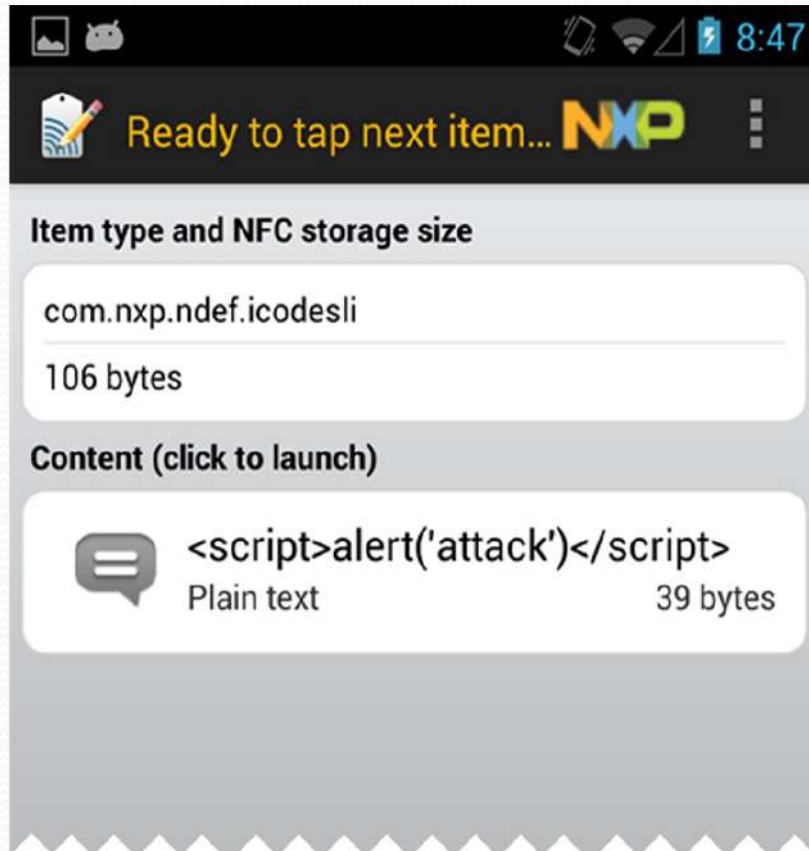 8:47
Ready to tap next item... NXP
Item type and NFC storage size
com.nxp.ndef.icodesli
106 bytes
Content (click to launch)
<script>alert('attack')</script>
Plain text 39 bytes